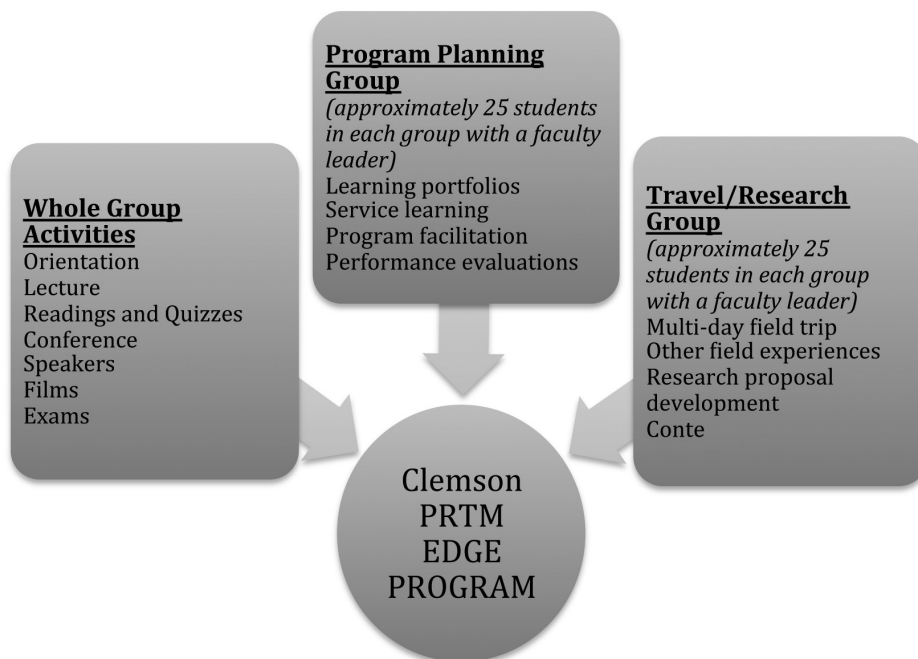 Whole Group
Activities
Orientation
Lecture
Readings and Quizzes
Conference
Speakers
Films
Exams
Program Planning
Group
(approximately 25 students
in each group with a faculty
leader)
Learning portfolios
Service learning
Program facilitation
Performance evaluations
Travel/Research
Group
(approximately 25
students in each group
with a faculty leader)
Multi-day field trip
Other field experiences
Research proposal
development
Conte
Clemson
PRTM
EDGE
PROGRAM